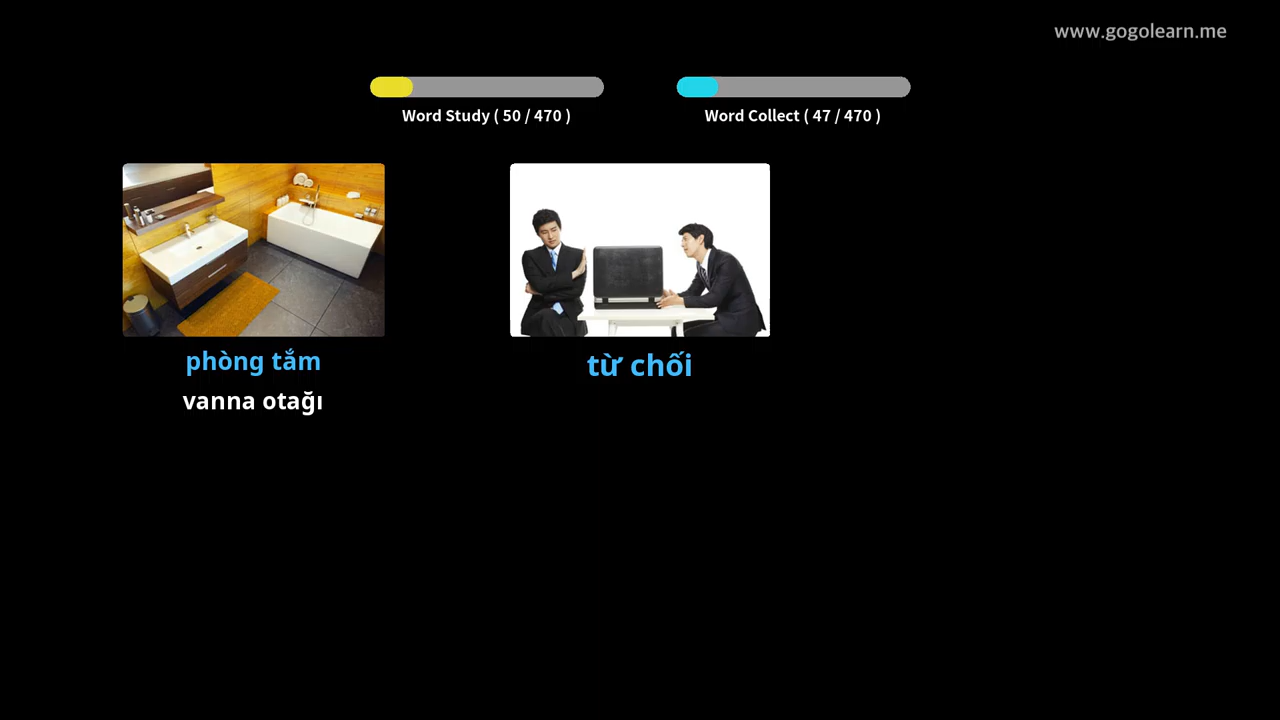 www.gogolearn.me
Word Study ( 50 / 470 )
Word Collect ( 47 / 470 )
phòng tắm
vanna otağı
từ chối